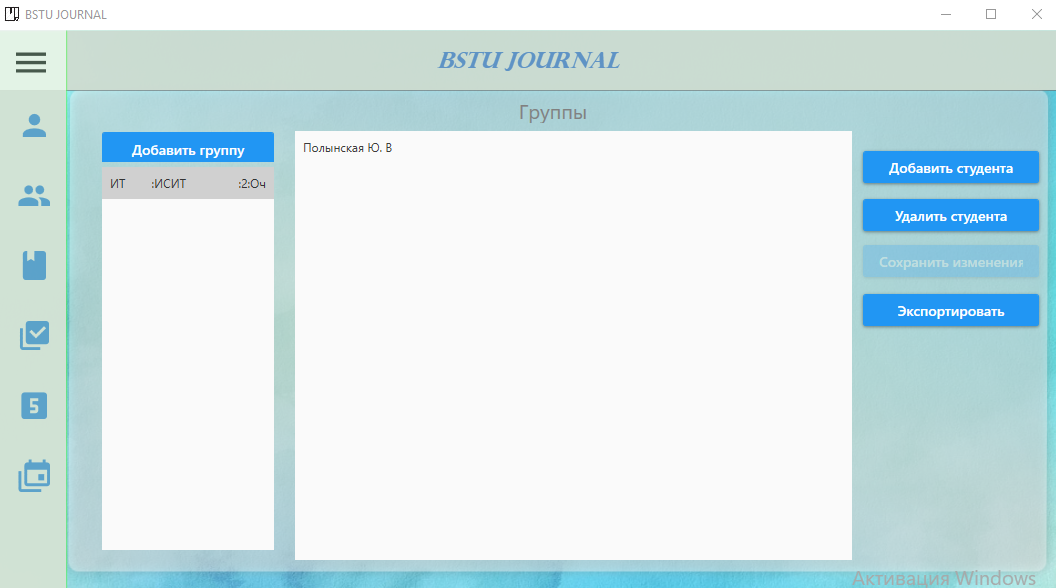 BSTU JOURNAL
BSTU JOURNAL
Группы
Добавить группу
ИТ :ИСИТ :2:Оч
Полынская Ю. В
Добавить студента
Удалить студента
Сохранить изменения
Экспортировать
5
Активация Windows